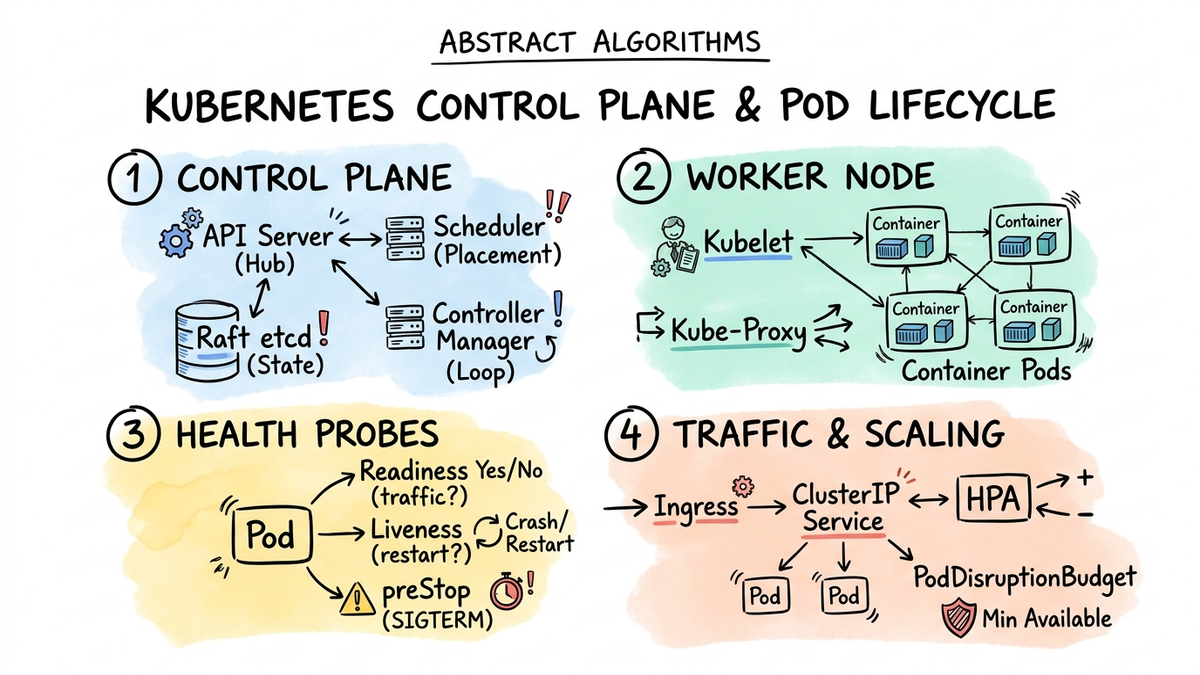 ABSTRACT ALGORITHMS
KUBERNETES CONTROL PLANE & POD LIFECYCLE
1 CONTROL PLANE
API Server
(Hub)
Scheduler!!
(Placement)
Raft etcd!
(State)
Controller!
Manager
(Loop)
2 WORKER NODE
Kubelet
Container
Container
Container
Container
Kube-Proxy
Container Pods
3 HEALTH PROBES
Pod
Readiness Yes/No
(traffic?)
Liveness
(restart?)
Crash/
Restart
! preStop !
(SIGTERM)
4 TRAFFIC & SCALING
Ingress
ClusterIP
Service
HPA
+
-
Pod
Pod
PodDisruptionBudget
Min Available